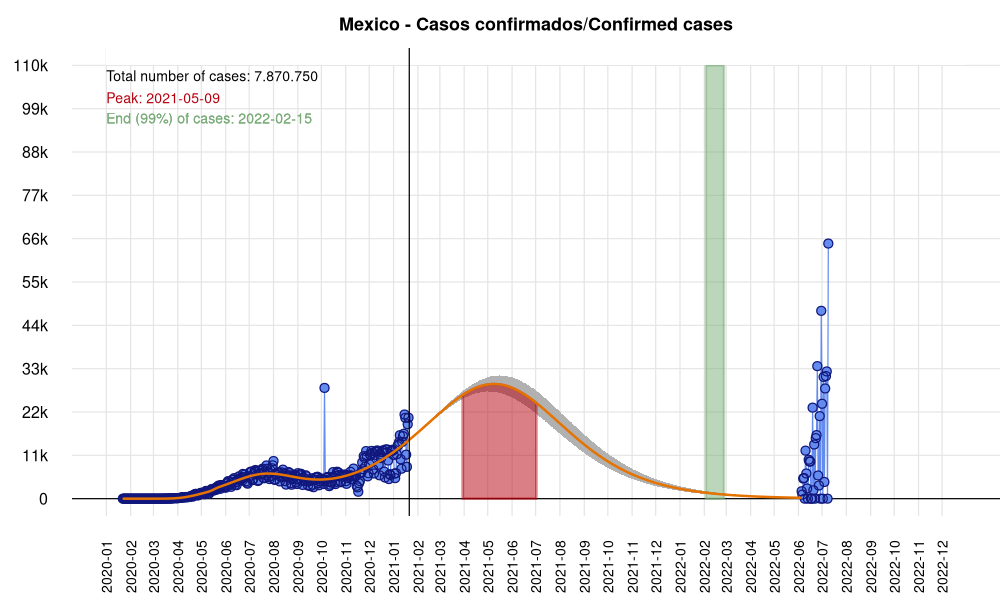 Mexico - Casos confirmados/Confirmed cases
Total number of cases: 7.870.750
Peak: 2021-05-09
End (99%) of cases: 2022-02-15
110k
99k
88k
77k
66k
55k
44k
33k
22k
11k
0
2020-01
2020-02
2020-03
2020-04
2020-05
2020-06
2020-07
2020-08
2020-09
2020-10
2020-11
2020-12
2021-01
2021-02
2021-03
2021-04
2021-05
2021-06
2021-07
2021-08
2021-09
2021-10
2021-11
2021-12
2022-01
2022-02
2022-03
2022-04
2022-05
2022-06
2022-07
2022-08
2022-09
2022-10
2022-11
2022-12